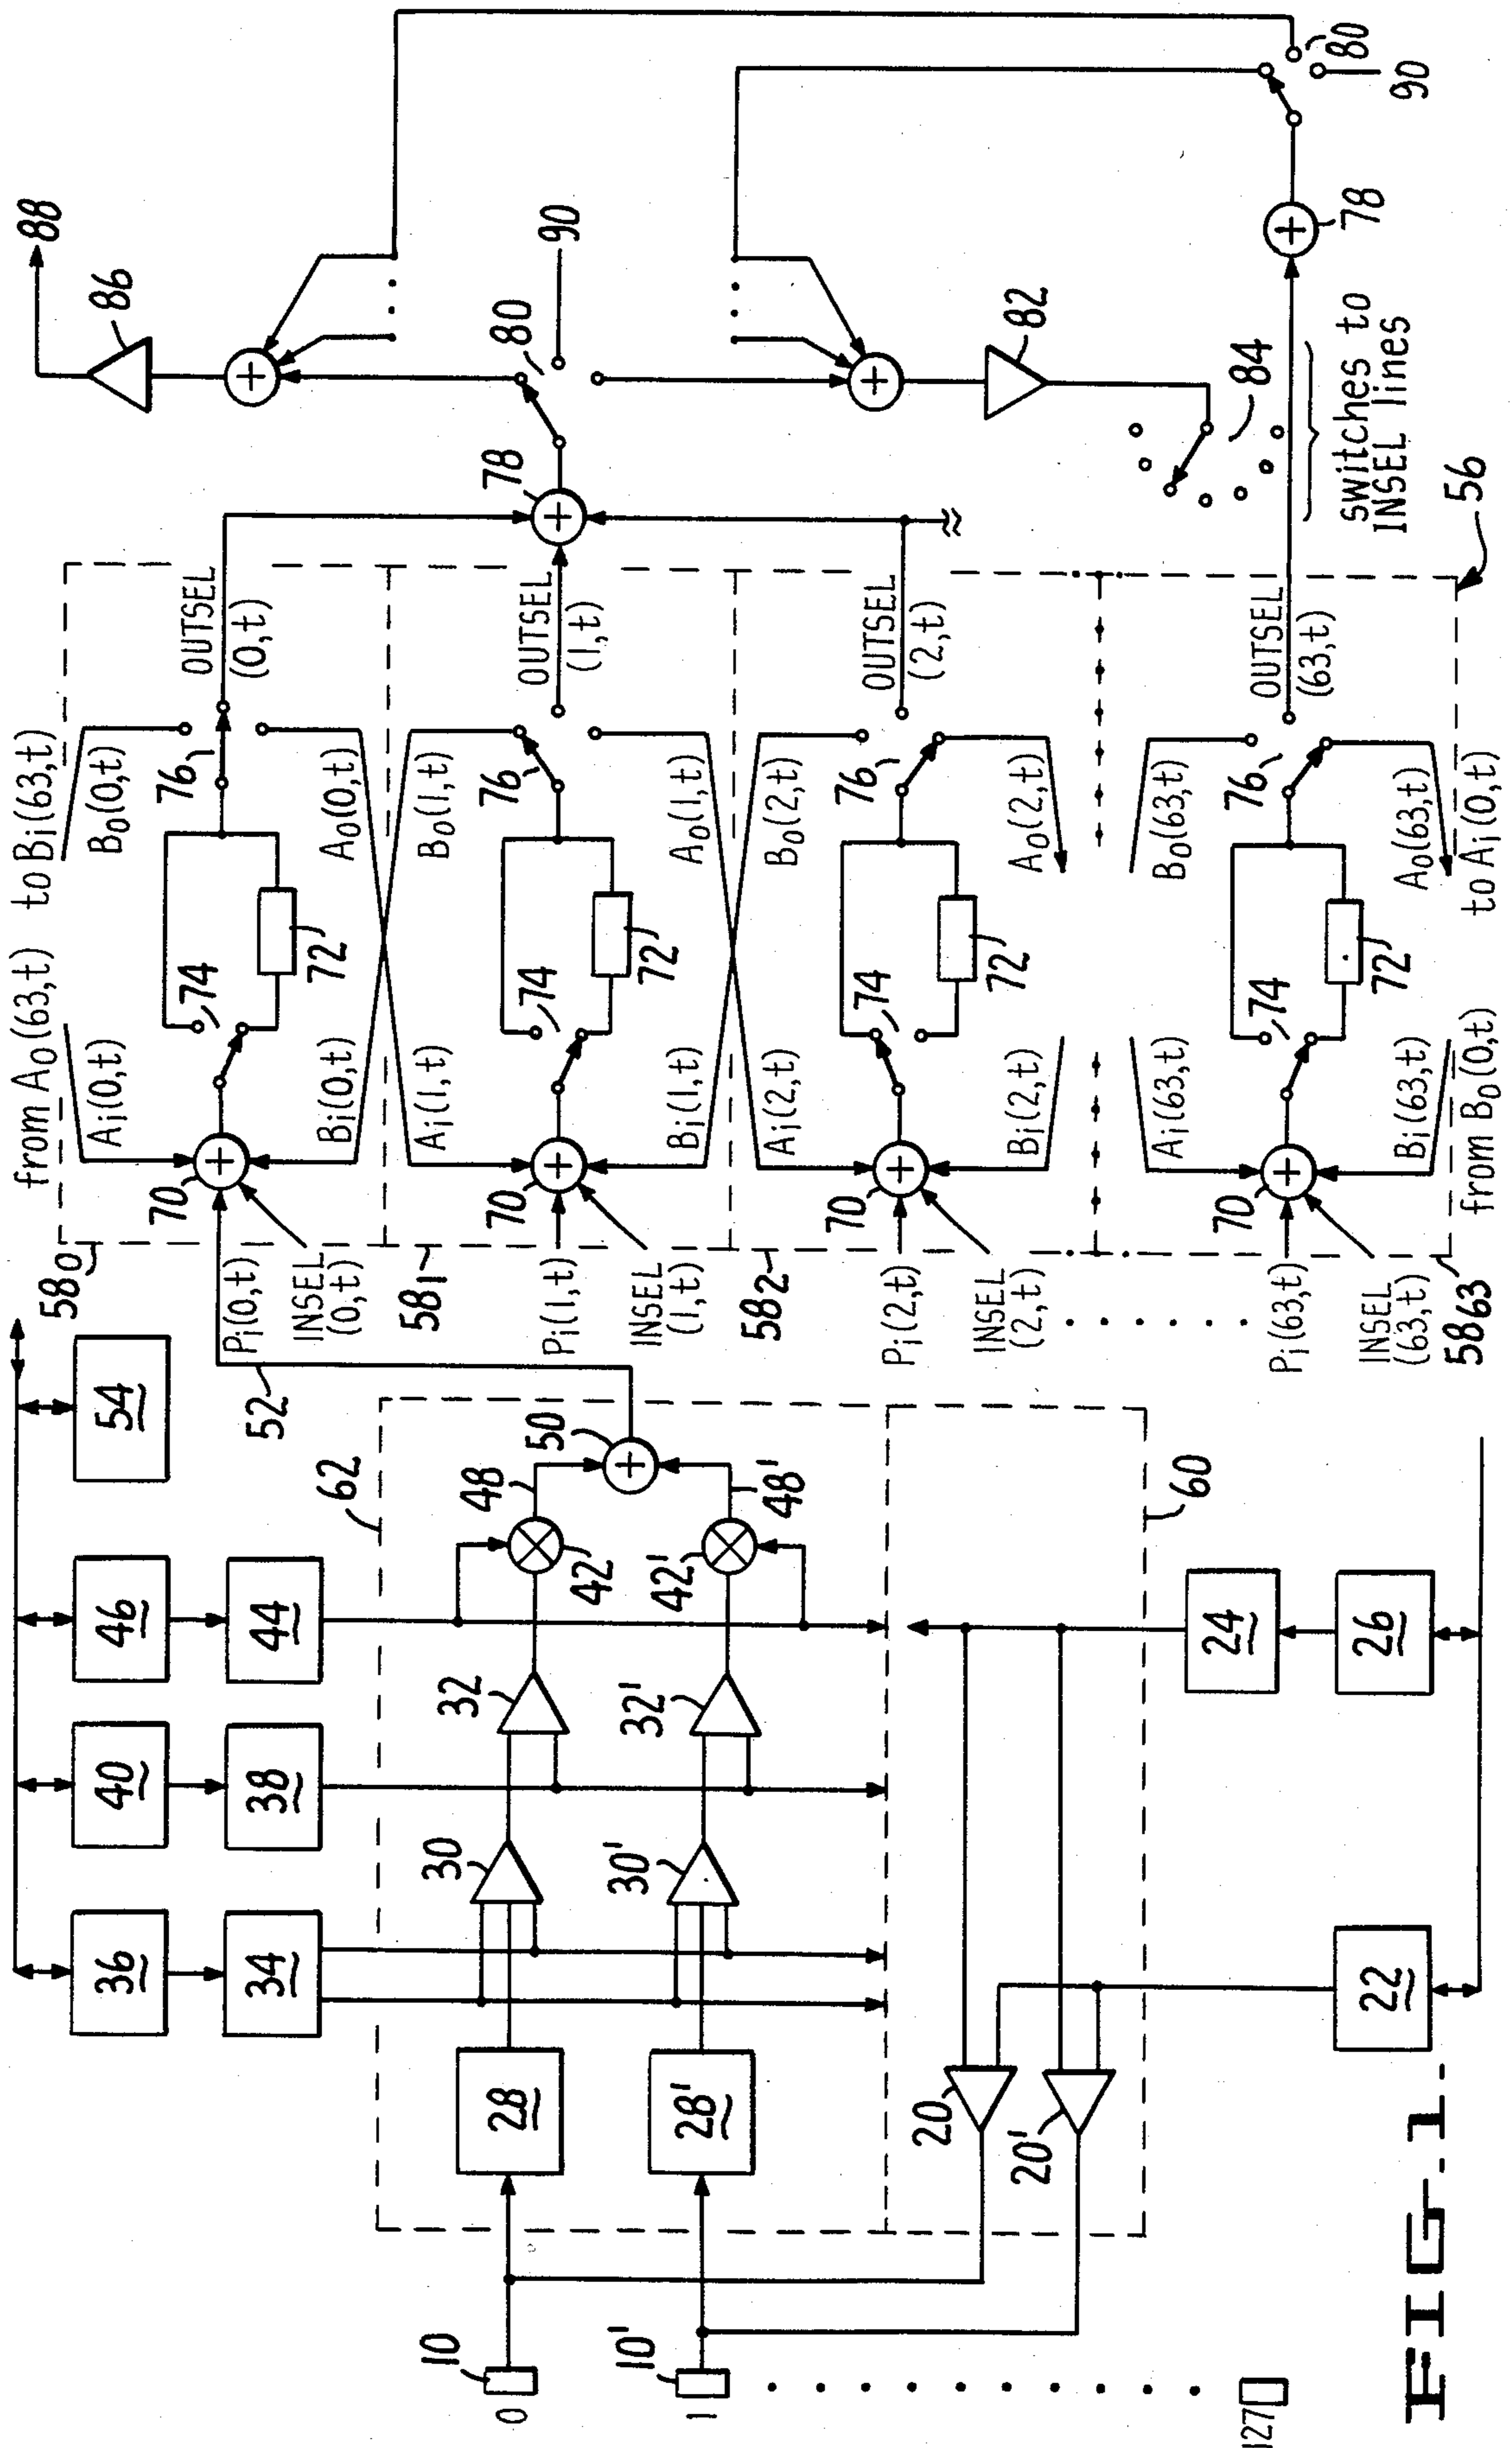 from A₀(63,t) to Bᵢ(63,t)
58₀
Aᵢ(0,t)
B₀(0,t)
70
74
72
76
Bᵢ(0,t)
A₀(0,t)
OUTSEL
(0,t)
Pᵢ(0,t)
INSEL
(0,t)
52
58₁
Aᵢ(1,t)
B₀(1,t)
70
74
72
76
Bᵢ(1,t)
A₀(1,t)
OUTSEL
(1,t)
Pᵢ(1,t)
INSEL
(1,t)
58₂
Aᵢ(2,t)
B₀(2,t)
70
74
72
76
Bᵢ(2,t)
A₀(2,t)
OUTSEL
(2,t)
Pᵢ(2,t)
INSEL
(2,t)
Aᵢ(63,t)
B₀(63,t)
70
74
72
76
Bᵢ(63,t)
A₀(63,t)
OUTSEL
(63,t)
Pᵢ(63,t)
INSEL
(63,t)
58₆₃
from B₀(0,t)
to Aᵢ(0,t)
56
88
86
78
80
90
82
84
switches to
INSEL lines
78
80
90
36
40
46
54
34
38
44
62
28
30
32
42
48
50
28'
30'
32'
42'
48'
60
20
20'
22
24
26
10
0
10'
1
127
FIG._1.